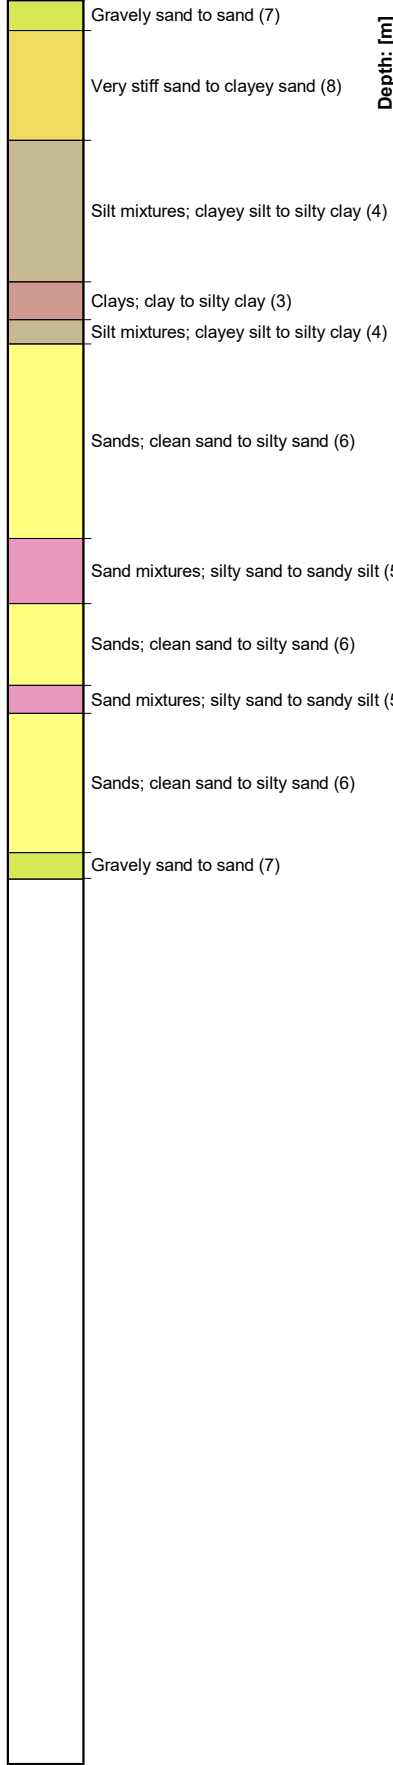 Gravely sand to sand (7)
Depth: [m]
Very stiff sand to clayey sand (8)
Silt mixtures; clayey silt to silty clay (4)
Clays; clay to silty clay (3)
Silt mixtures; clayey silt to silty clay (4)
Sands; clean sand to silty sand (6)
Sand mixtures; silty sand to sandy silt (5
Sands; clean sand to silty sand (6)
Sand mixtures; silty sand to sandy silt (5
Sands; clean sand to silty sand (6)
Gravely sand to sand (7)